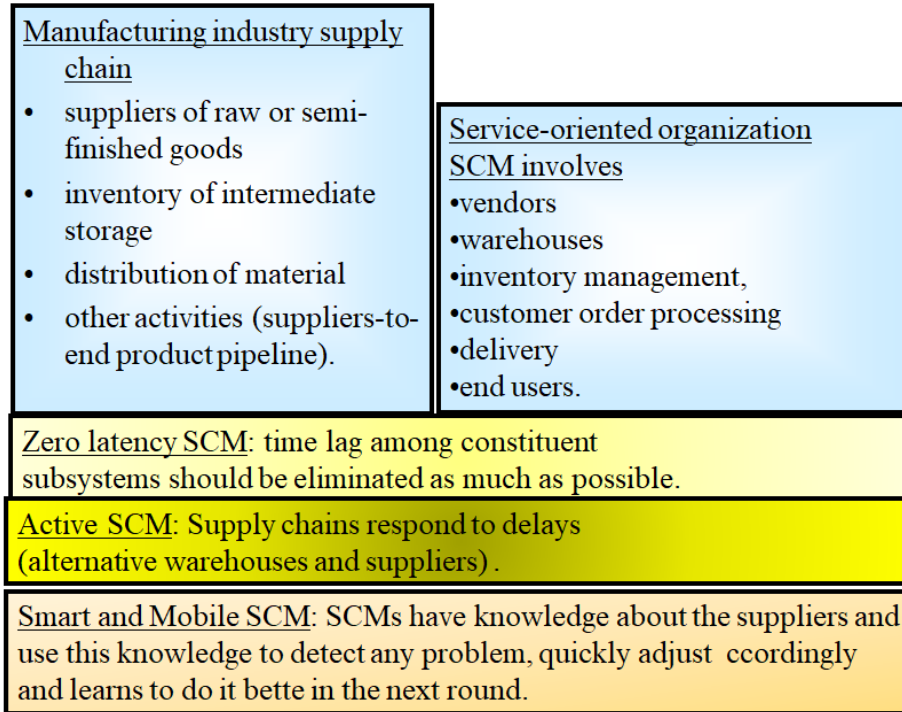 Manufacturing industry supply
chain
• suppliers of raw or semi-
finished goods
• inventory of intermediate
storage
• distribution of material
• other activities (suppliers-to-
end product pipeline).
Service-oriented organization
SCM involves
•vendors
•warehouses
•inventory management,
•customer order processing
•delivery
•end users.
Zero latency SCM: time lag among constituent
subsystems should be eliminated as much as possible.
Active SCM: Supply chains respond to delays
(alternative warehouses and suppliers) .
Smart and Mobile SCM: SCMs have knowledge about the suppliers and
use this knowledge to detect any problem, quickly adjust ccordingly
and learns to do it bette in the next round.